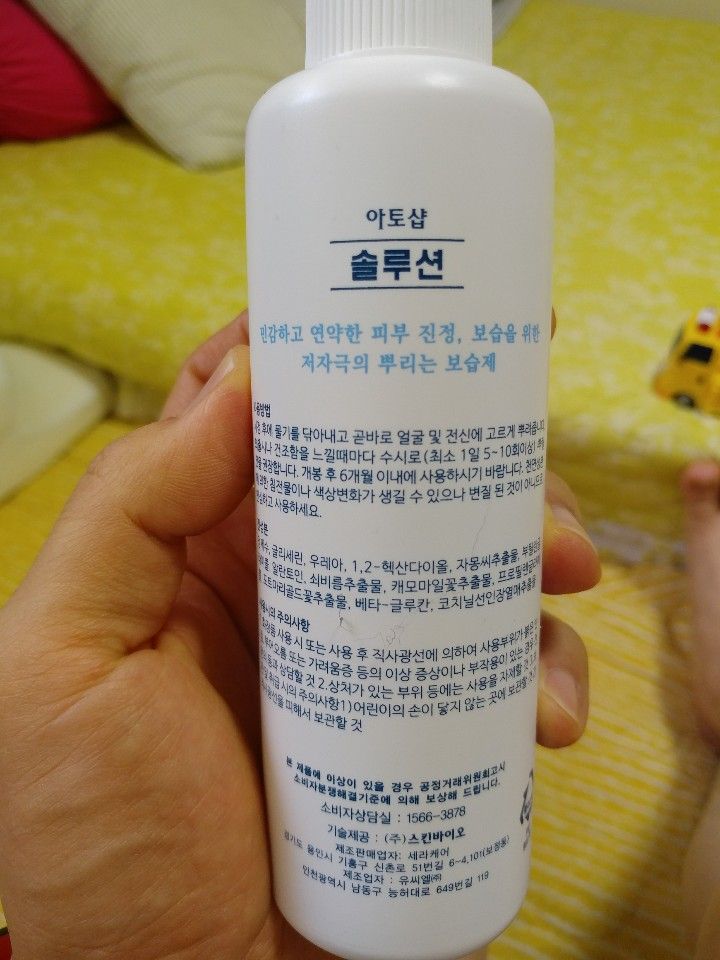 아토샵
솔루션
민감하고 연약한 피부 진정, 보습을 위한
저자극의 뿌리는 보습제
후에 물기를 닦아내고 곧바로 얼굴 및 전신에 고르게 뿌려줍니다.
건조함을 느낄때마다 수시로(최소 1일 5~10회이상)
권장합니다. 개봉 후 6개월 이내에 사용하시기 바랍니다.
침전물이나 색상변화가 생길 수 있으나 변질 된 것이 아니므로
사용하세요.
글리세린, 우레아, 1,2-헥산다이올, 자몽씨추출물,
알란토인, 쇠비름추출물, 캐모마일꽃추출물,
베타-글루칸, 코치닐선인장열매추출물
주의사항
사용 시 또는 사용 후 직사광선에 의하여 사용부위가
또는 가려움증 등의 이상 증상이나 부작용이 있는 경우
상담할 것 2.상처가 있는 부위 등에는 사용을 자제할 것
취급 시의 주의사항1)어린이의 손이 닿지 않는 곳에 보관할 것
피해서 보관할 것
본 제품에 이상이 있을 경우 공정거래위원회고시
소비자분쟁해결기준에 의해 보상해 드립니다.
소비자상담실 : 1566-3878
기술제공 : (주)스킨바이오
제조판매업자: 세라케어
경기도 용인시 기흥구 신촌로 51번길 6-4,101(보정동)
제조업자 : 유씨엘㈜
인천광역시 남동구 능허대로 649번길 119